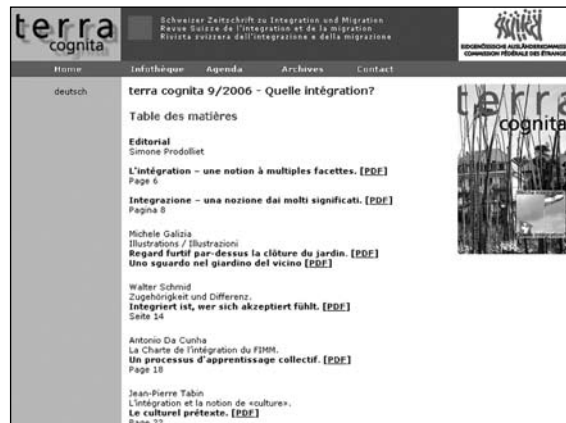 terra
cognita
Schweizer Zeitschrift zu Integration und Migration
Revue Suisse de l'intégration et de la migration
Rivista svizzera dell'integrazione e della migrazione
EIDGENÖSSISCHE AUSLÄNDERKOMMISSION
COMMISSION FÉDÉRALE DES ÉTRANGERS
Home Infothèque Agenda Archives Contact
deutsch
terra cognita 9/2006 - Quelle intégration?
Table des matières
Editorial
Simone Prodolliet
L'intégration – une notion à multiples facettes. [PDF]
Page 6
Integrazione – una nozione dai molti significati. [PDF]
Pagina 8
Michele Galizia
Illustrations / Illustrazioni
Regard furtif par-dessus la clôture du jardin. [PDF]
Uno sguardo nel giardino del vicino [PDF]
Walter Schmid
Zugehörigkeit und Differenz.
Integriert ist, wer sich akzeptiert fühlt. [PDF]
Seite 14
Antonio Da Cunha
La Charte de l'intégration du FIMM.
Un processus d'apprentissage collectif. [PDF]
Page 18
Jean-Pierre Tabin
L'intégration et la notion de «culture».
Le culturel prétexte. [PDF]
Page 22
terra
cognita